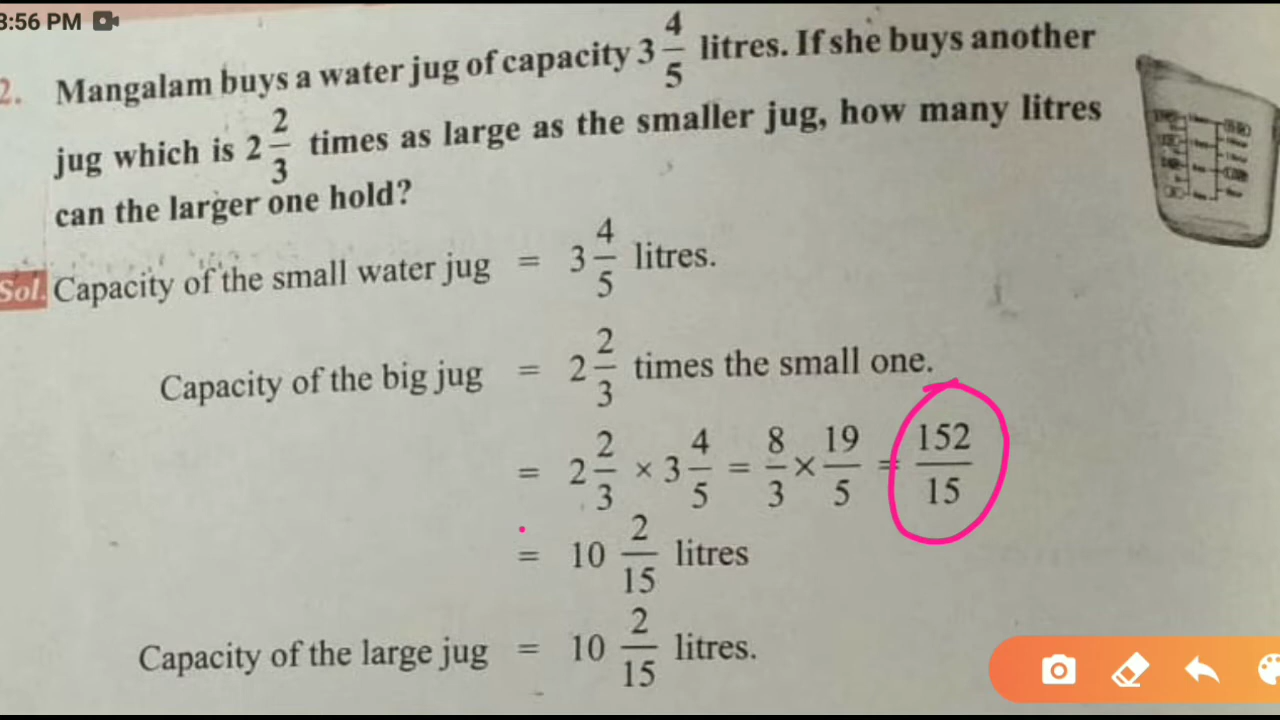 3:56 PM
2. Mangalam buys a water jug of capacity 3 4/5 litres. If she buys another
jug which is 2 2/3 times as large as the smaller jug, how many litres
can the larger one hold?
Sol. Capacity of the small water jug = 3 4/5 litres.
Capacity of the big jug = 2 2/3 times the small one.
= 2 2/3 × 3 4/5 = 8/3 × 19/5 = 152/15
= 10 2/15 litres
Capacity of the large jug = 10 2/15 litres.